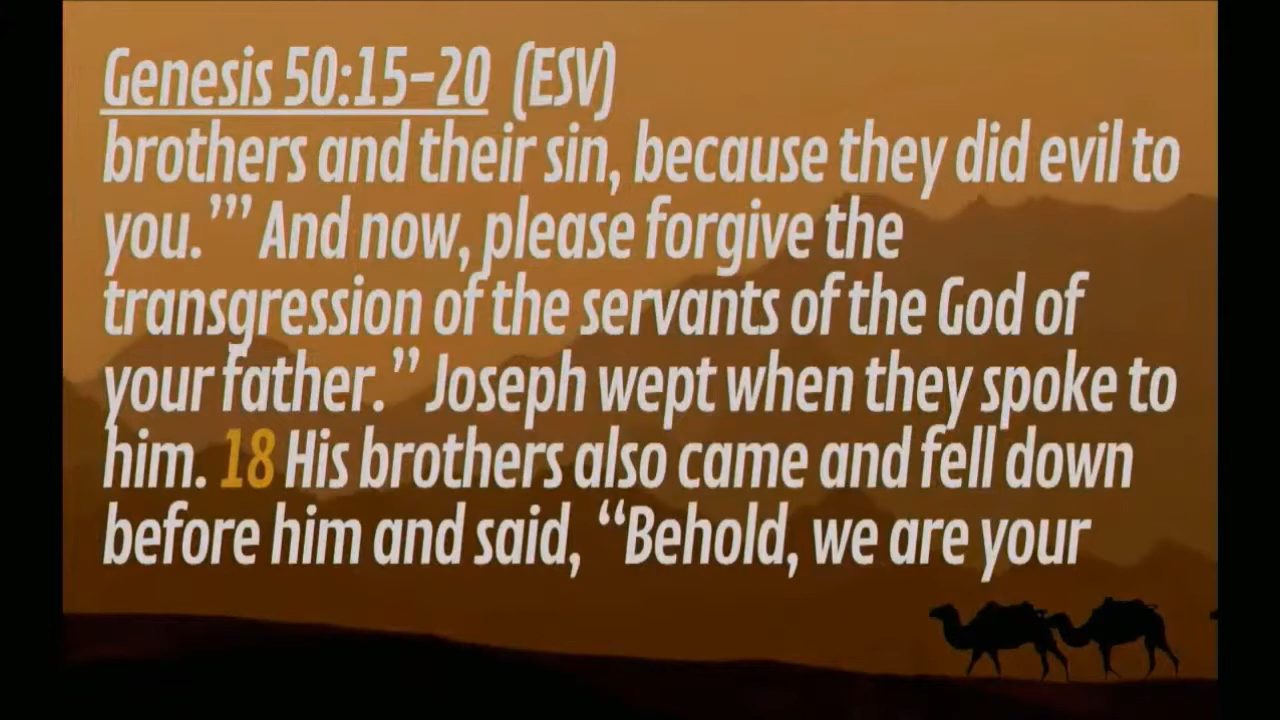 Genesis 50:15–20 (ESV)
brothers and their sin, because they did evil to
you.’”’ And now, please forgive the
transgression of the servants of the God of
your father.” Joseph wept when they spoke to
him. 18 His brothers also came and fell down
before him and said, “Behold, we are your